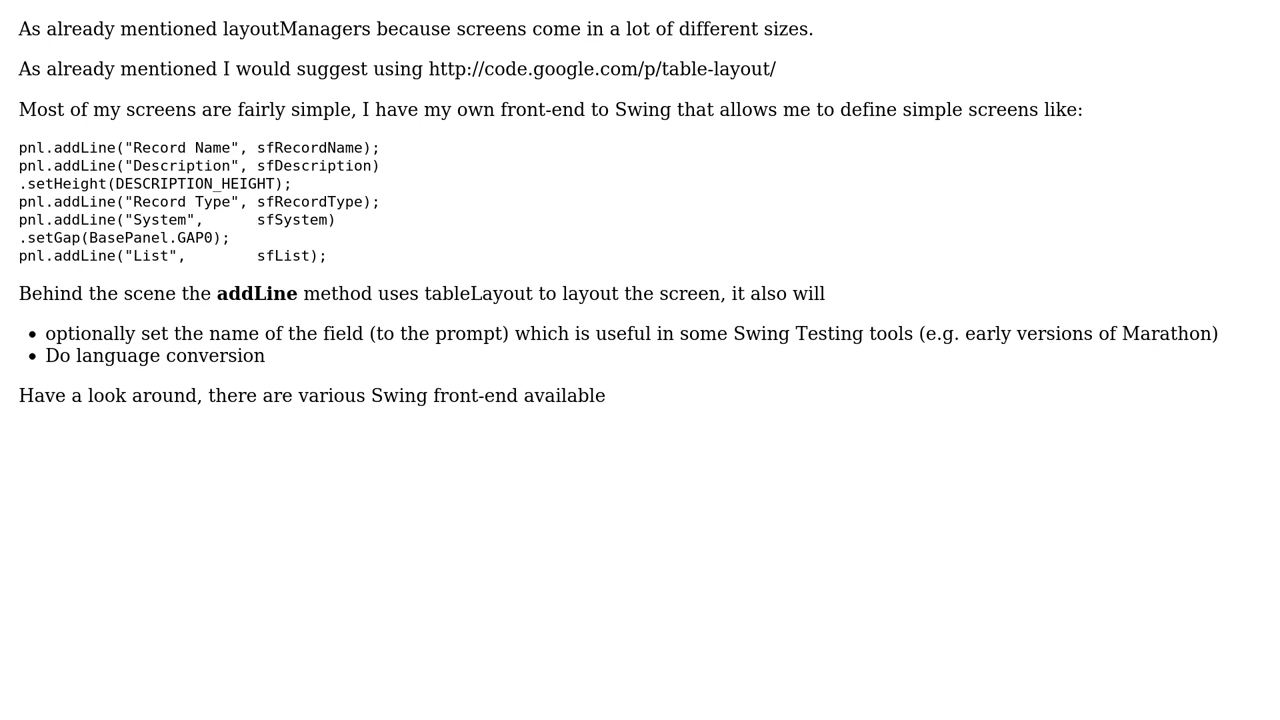 As already mentioned layoutManagers because screens come in a lot of different sizes.
As already mentioned I would suggest using http://code.google.com/p/table-layout/
Most of my screens are fairly simple, I have my own front-end to Swing that allows me to define simple screens like:
pnl.addLine("Record Name", sfRecordName);
pnl.addLine("Description", sfDescription)
.setHeight(DESCRIPTION_HEIGHT);
pnl.addLine("Record Type", sfRecordType);
pnl.addLine("System",      sfSystem)
.setGap(BasePanel.GAP0);
pnl.addLine("List",        sfList);
Behind the scene the addLine method uses tableLayout to layout the screen, it also will
• optionally set the name of the field (to the prompt) which is useful in some Swing Testing tools (e.g. early versions of Marathon)
• Do language conversion
Have a look around, there are various Swing front-end available